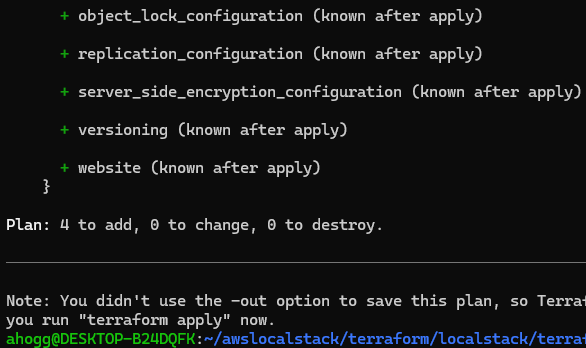 + object_lock_configuration (known after apply)
+ replication_configuration (known after apply)
+ server_side_encryption_configuration (known after apply)
+ versioning (known after apply)
+ website (known after apply)
}
Plan: 4 to add, 0 to change, 0 to destroy.
Note: You didn't use the -out option to save this plan, so Terraf
you run "terraform apply" now.
ahogg@DESKTOP-B24DQFK:~/awslocalstack/terraform/localstack/terraf